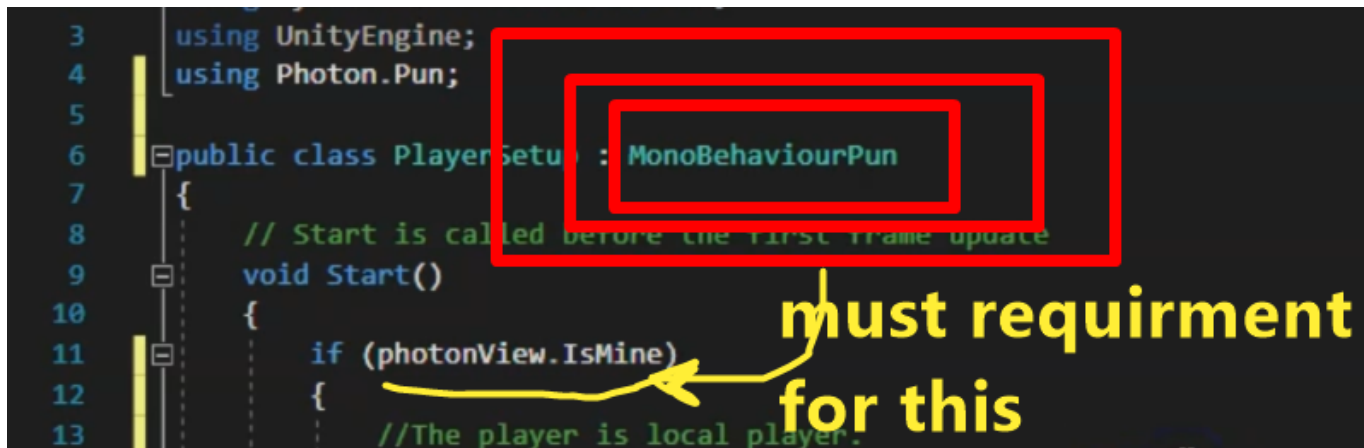 3 using UnityEngine;
4 using Photon.Pun;
5
6 public class PlayerSetup : MonoBehaviourPun
7 {
8 // Start is called before the first frame update
9 void Start()
10 {
11 if (photonView.IsMine)
12 {
13 //The player is local player.
must requirment
for this